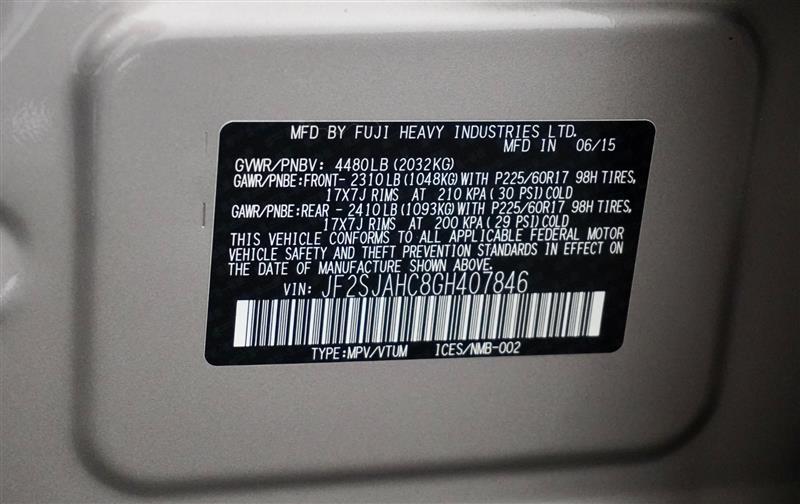 MFD BY FUJI HEAVY INDUSTRIES LTD.
MFD IN 06/15
GVWR/PNBV: 4480LB(2032KG)
GAWR/PNBE:FRONT-2310LB(1048KG)WITH P225/60R17 98H TIRES,
17X7J RIMS AT 210 KPA(30 PSI)COLD
GAWR/PNBE:REAR -2410LB(1093KG)WITH P225/60R17 98H TIRES,
17X7J RIMS AT 200 KPA(29 PSI)COLD
THIS VEHICLE CONFORMS TO ALL APPLICABLE FEDERAL MOTOR
VEHICLE SAFETY AND THEFT PREVENTION STANDARDS IN EFFECT ON
THE DATE OF MANUFACTURE SHOWN ABOVE.
VIN: JF2SJAHC8GH407846
TYPE:MPV/VTUM ICES/NMB-002